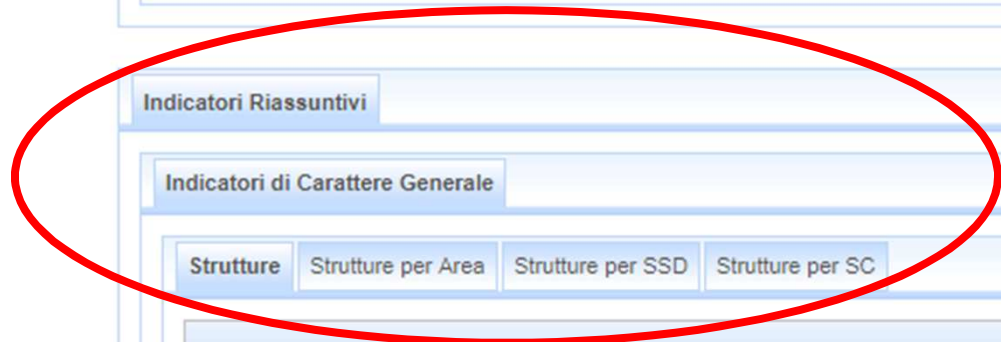 Indicatori Riassuntivi
Indicatori di Carattere Generale
Strutture Strutture per Area Strutture per SSD Strutture per SC